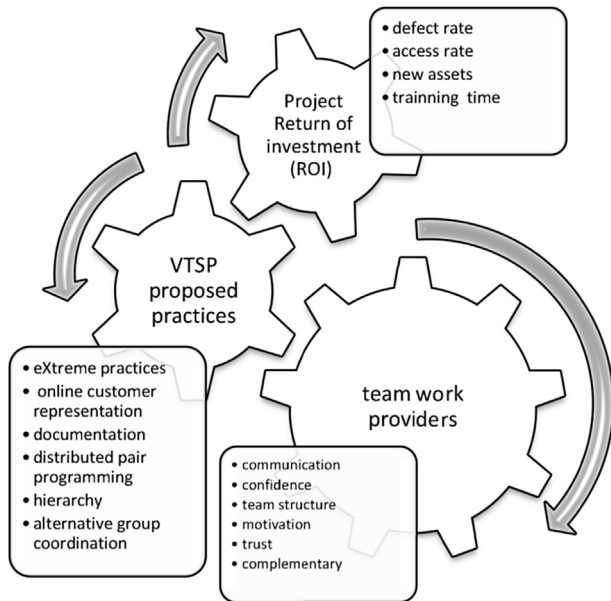 • defect rate
• access rate
• new assets
• trainning time
Project
Return of
investment
(ROI)
VTSP
proposed
practices
• eXtreme practices
• online customer
representation
• documentation
• distributed pair
programming
• hierarchy
• alternative group
coordination
team work
providers
• communication
• confidence
• team structure
• motivation
• trust
• complementary